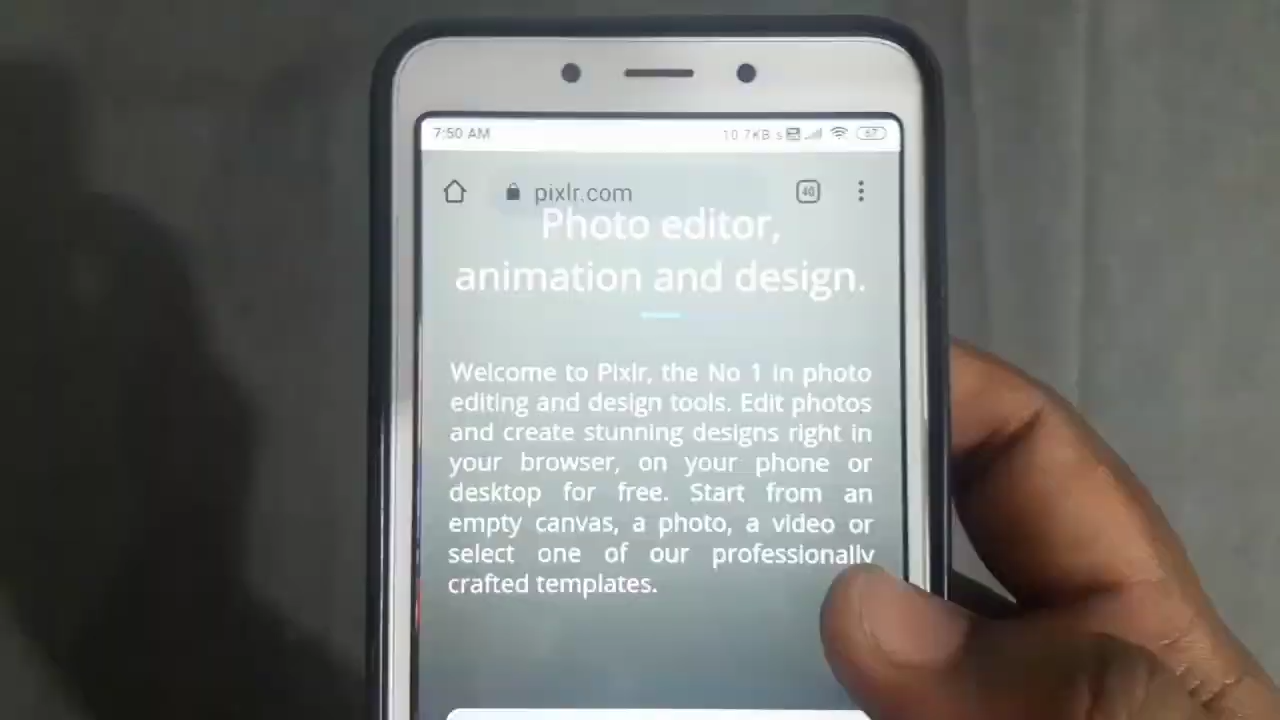 7:50 AM 10.7KB s 67
pixlr.com 40
Photo editor,
animation and design.
Welcome to Pixlr, the No 1 in photo
editing and design tools. Edit photos
and create stunning designs right in
your browser, on your phone or
desktop for free. Start from an
empty canvas, a photo, a video or
select one of our professionally
crafted templates.